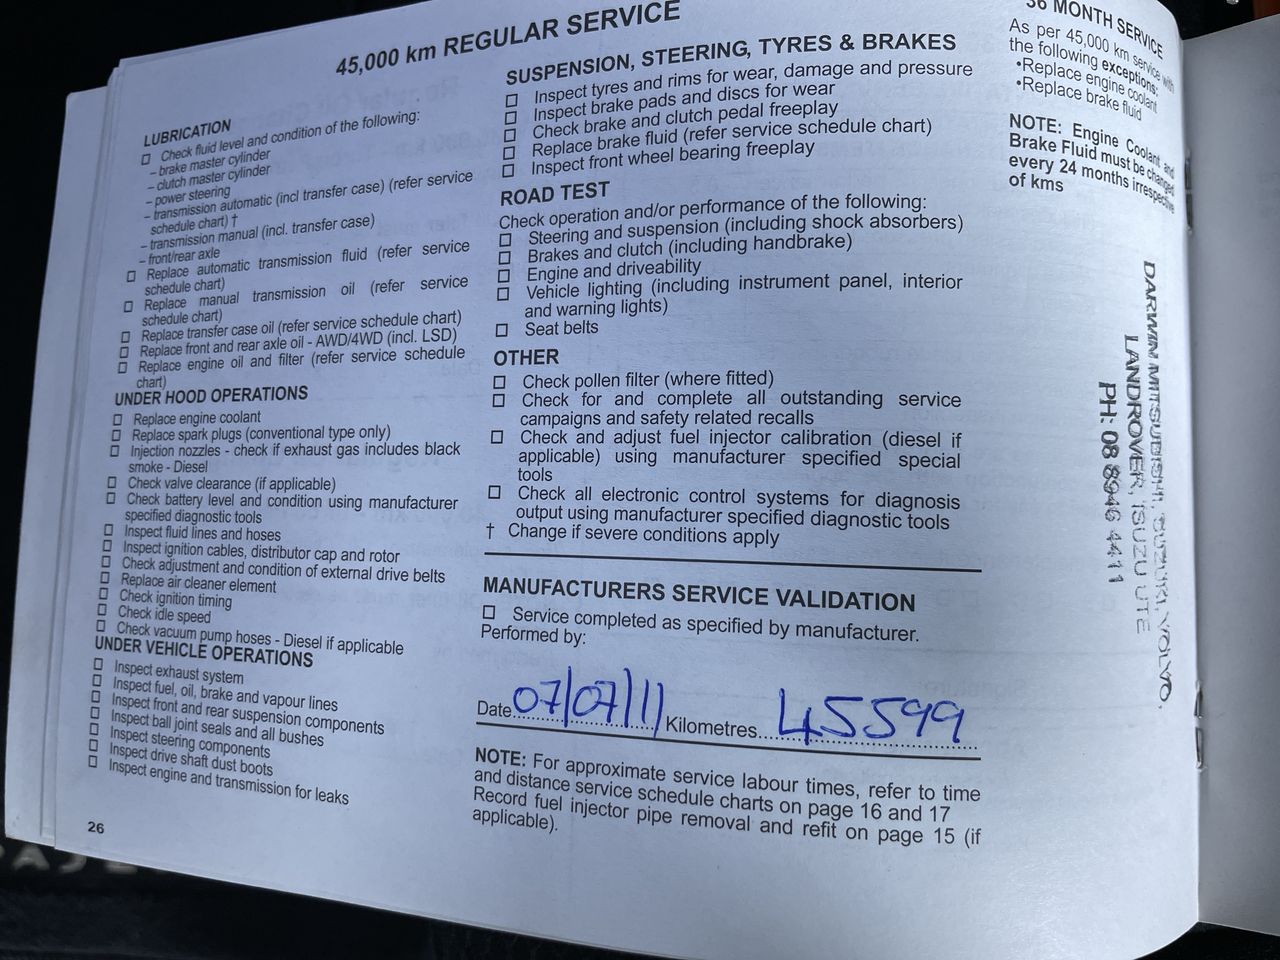 45,000 km REGULAR SERVICE
LUBRICATION
☐ Check fluid level and condition of the following:
– brake master cylinder
– clutch master cylinder
– power steering
– transmission automatic (incl transfer case) (refer service
schedule chart) †
– transmission manual (incl. transfer case)
– front/rear axle
☐ Replace automatic transmission fluid (refer service
schedule chart)
☐ Replace manual transmission oil (refer service
schedule chart)
☐ Replace transfer case oil (refer service schedule chart)
☐ Replace front and rear axle oil - AWD/4WD (incl. LSD)
☐ Replace engine oil and filter (refer service schedule
chart)
UNDER HOOD OPERATIONS
☐ Replace engine coolant
☐ Replace spark plugs (conventional type only)
☐ Injection nozzles - check if exhaust gas includes black
smoke - Diesel
☐ Check valve clearance (if applicable)
☐ Check battery level and condition using manufacturer
specified diagnostic tools
☐ Inspect fluid lines and hoses
☐ Inspect ignition cables, distributor cap and rotor
☐ Check adjustment and condition of external drive belts
☐ Replace air cleaner element
☐ Check ignition timing
☐ Check idle speed
☐ Check vacuum pump hoses - Diesel if applicable
UNDER VEHICLE OPERATIONS
☐ Inspect exhaust system
☐ Inspect fuel, oil, brake and vapour lines
☐ Inspect front and rear suspension components
☐ Inspect ball joint seals and all bushes
☐ Inspect steering components
☐ Inspect drive shaft dust boots
☐ Inspect engine and transmission for leaks
26
SUSPENSION, STEERING, TYRES & BRAKES
☐ Inspect tyres and rims for wear, damage and pressure
☐ Inspect brake pads and discs for wear
☐ Check brake and clutch pedal freeplay
☐ Replace brake fluid (refer service schedule chart)
☐ Inspect front wheel bearing freeplay
ROAD TEST
Check operation and/or performance of the following:
☐ Steering and suspension (including shock absorbers)
☐ Brakes and clutch (including handbrake)
☐ Engine and driveability
☐ Vehicle lighting (including instrument panel, interior
and warning lights)
☐ Seat belts
OTHER
☐ Check pollen filter (where fitted)
☐ Check for and complete all outstanding service
campaigns and safety related recalls
☐ Check and adjust fuel injector calibration (diesel if
applicable) using manufacturer specified special
tools
☐ Check all electronic control systems for diagnosis
output using manufacturer specified diagnostic tools
† Change if severe conditions apply
MANUFACTURERS SERVICE VALIDATION
☐ Service completed as specified by manufacturer.
Performed by:
Date 07/07/11 Kilometres 45599
NOTE: For approximate service labour times, refer to time
and distance service schedule charts on page 16 and 17
Record fuel injector pipe removal and refit on page 15 (if
applicable).
36 MONTH SERVICE
As per 45,000 km service with
the following exceptions:
•Replace engine coolant
•Replace brake fluid
NOTE: Engine Coolant and
Brake Fluid must be changed
every 24 months irrespective
of kms
DARWIN MITSUBISHI, SUZUKI, VOLVO,
LANDROVER, ISUZU UTE
PH: 08 8946 4411